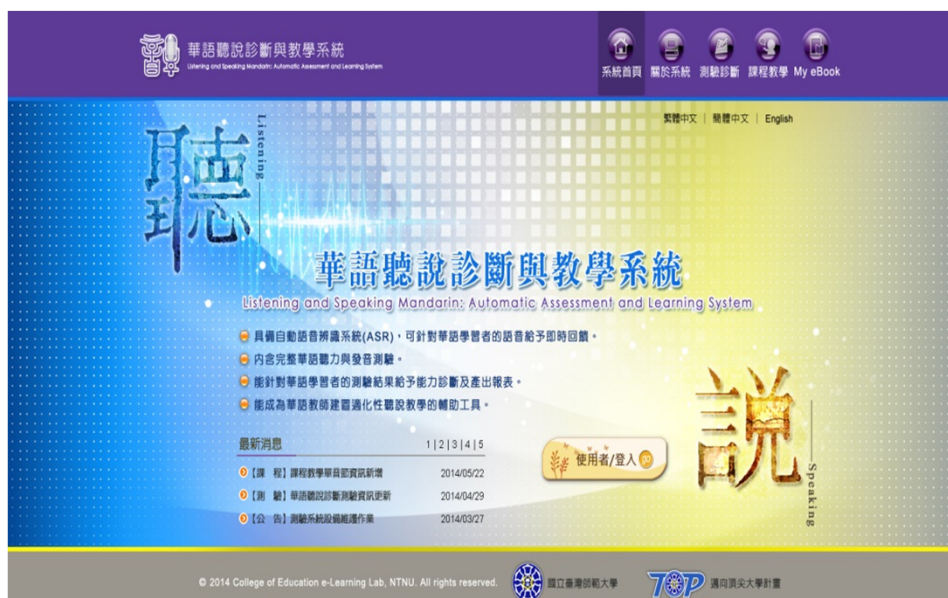 華語聽說診斷與教學系統
Listening and Speaking Mandarin: Automatic Assessment and Learning System
系統首頁 關於系統 測驗診斷 課程教學 My eBook
繁體中文 | 簡體中文 | English
聽
Listening
華語聽說診斷與教學系統
Listening and Speaking Mandarin: Automatic Assessment and Learning System
具備自動語音辨識系統(ASR)，可針對華語學習者的語音給予即時回饋。
內含完整華語聽力與發音測驗。
能針對華語學習者的測驗結果給予能力診斷及產出報表。
能成為華語教師建置適化性聽說教學的輔助工具。
最新消息 1|2|3|4|5
【課 程】課程教學單音節資訊新增 2014/05/22
【測 驗】華語聽說診斷測驗資訊更新 2014/04/29
【公 告】測驗系統設備維護作業 2014/03/27
使用者/登入 go
説
Speaking
© 2014 College of Education e-Learning Lab, NTNU. All rights reserved. 國立臺灣師範大學 TOP 邁向頂尖大學計畫